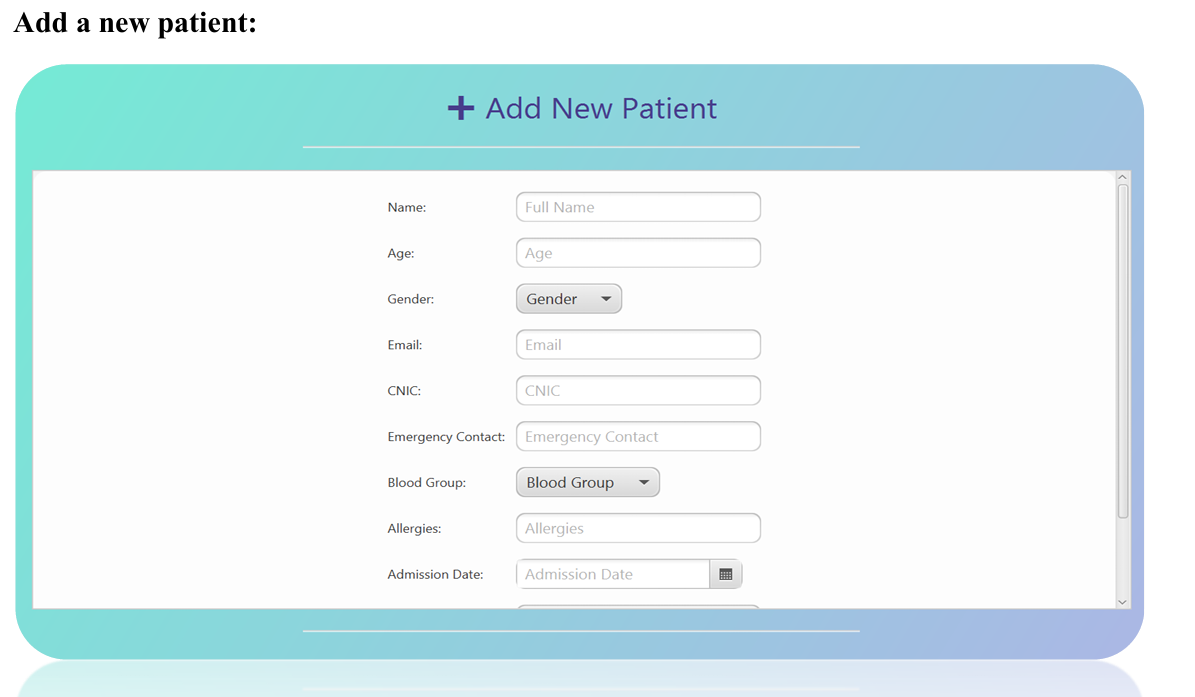 Add a new patient:
Add New Patient
Name: Full Name
Age: Age
Gender: Gender
Email: Email
CNIC: CNIC
Emergency Contact: Emergency Contact
Blood Group: Blood Group
Allergies: Allergies
Admission Date: Admission Date